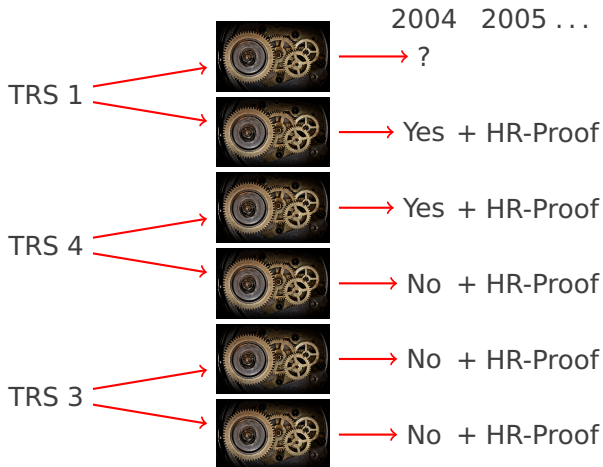 2004 2005 ...
?
TRS 1
Yes + HR-Proof
Yes + HR-Proof
TRS 4
No + HR-Proof
No + HR-Proof
TRS 3
No + HR-Proof